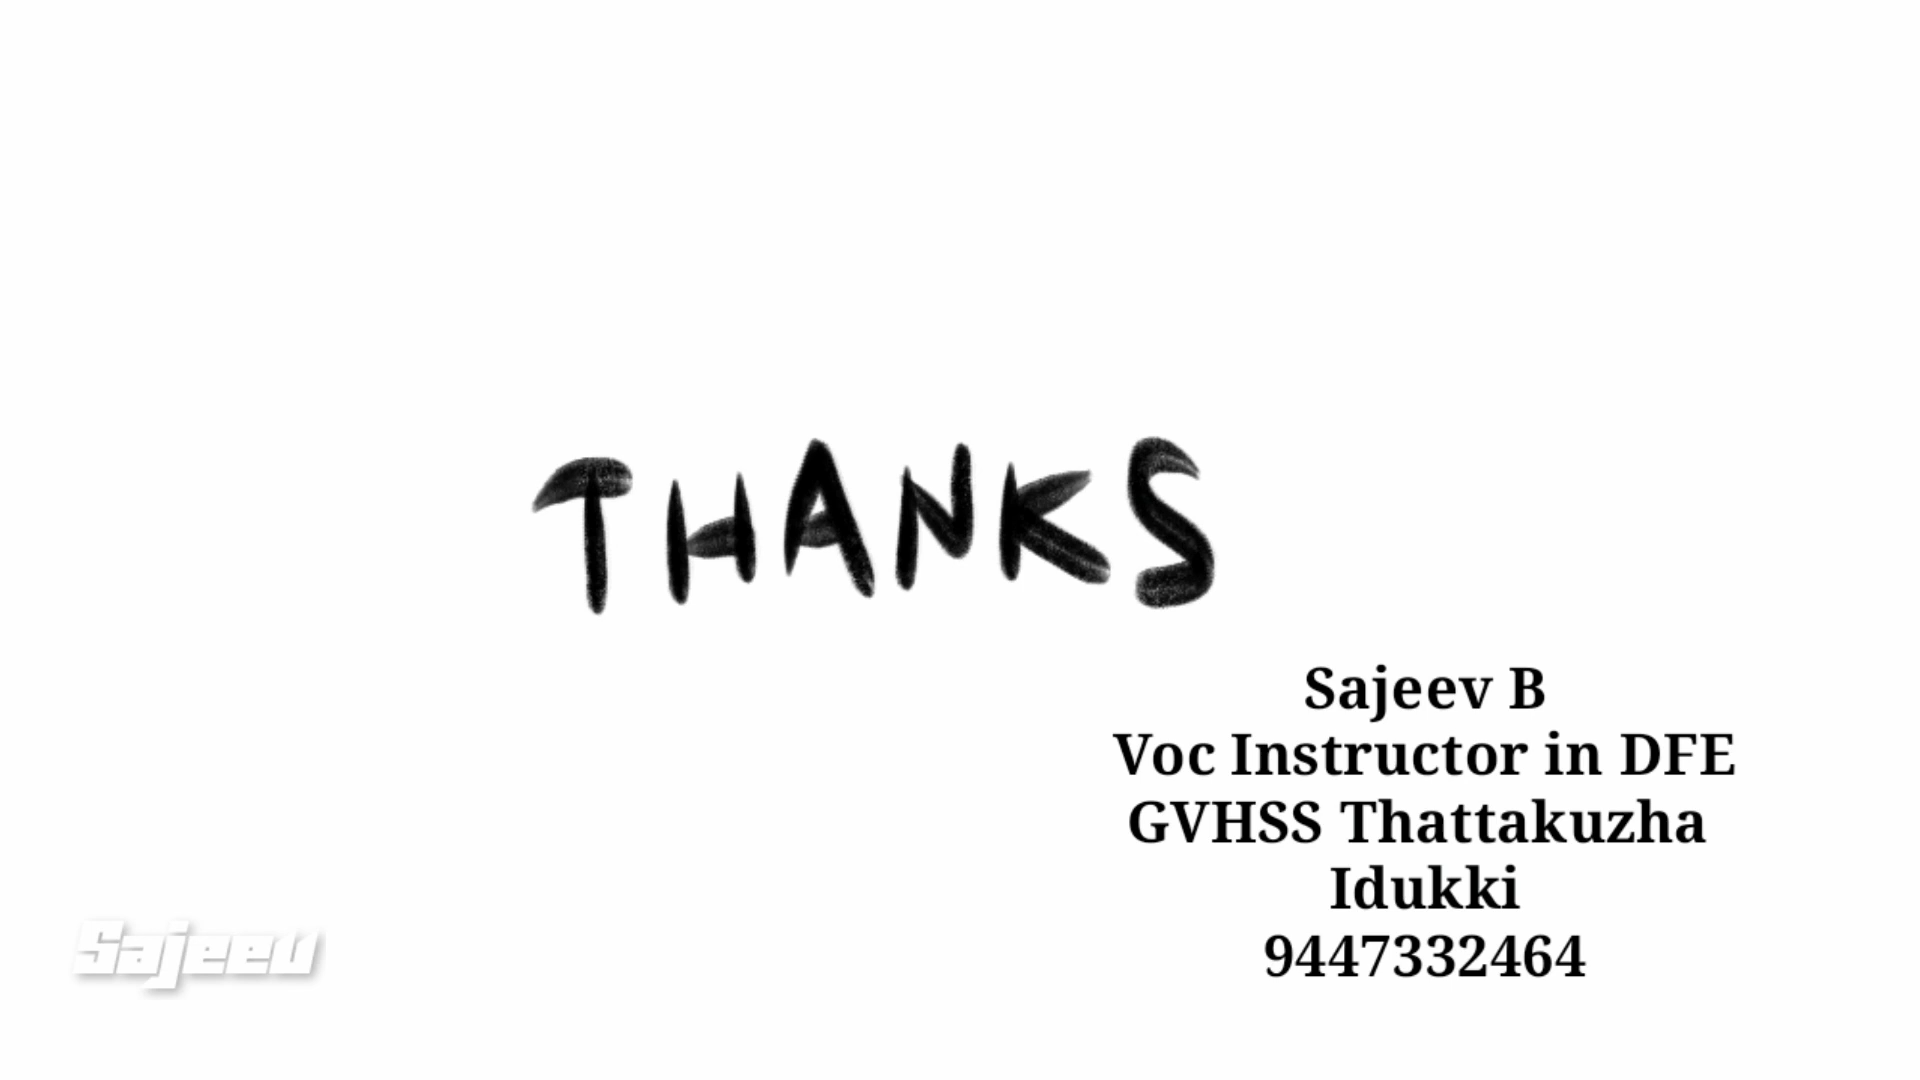 THANKS
Sajeev B
Voc Instructor in DFE
GVHSS Thattakuzha
Idukki
9447332464
Sajeev